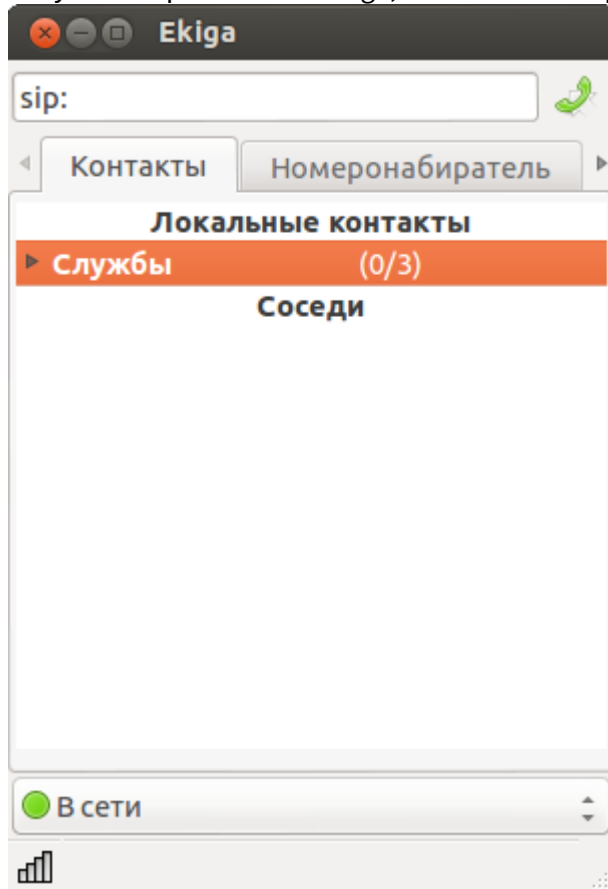 Ekiga
sip:
Контакты Номеронабиратель
Локальные контакты
Службы (0/3)
Соседи
В сети